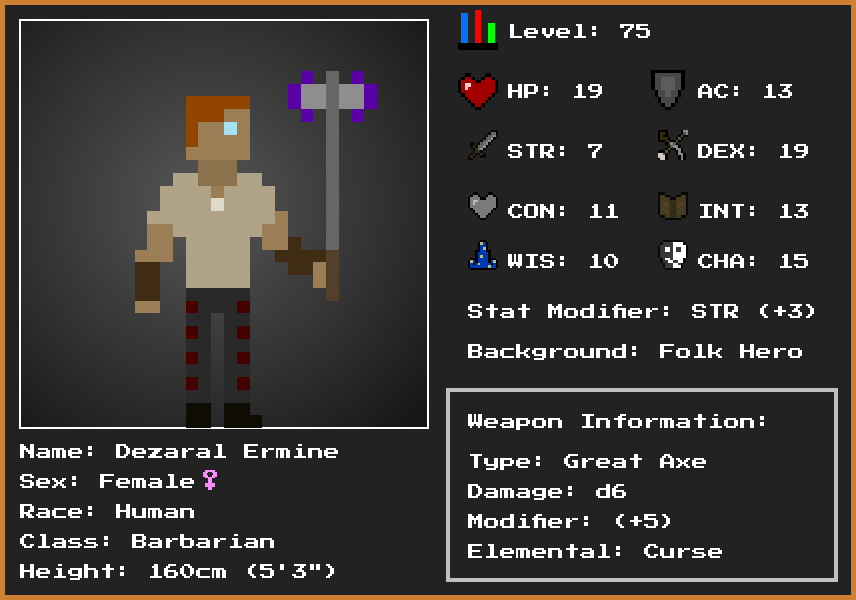 Level: 75
HP: 19
AC: 13
STR: 7
DEX: 19
CON: 11
INT: 13
WIS: 10
CHA: 15
Stat Modifier: STR (+3)
Background: Folk Hero
Weapon Information:
Type: Great Axe
Damage: d6
Modifier: (+5)
Elemental: Curse
Name: Dezaral Ermine
Sex: Female♀
Race: Human
Class: Barbarian
Height: 160cm (5'3")